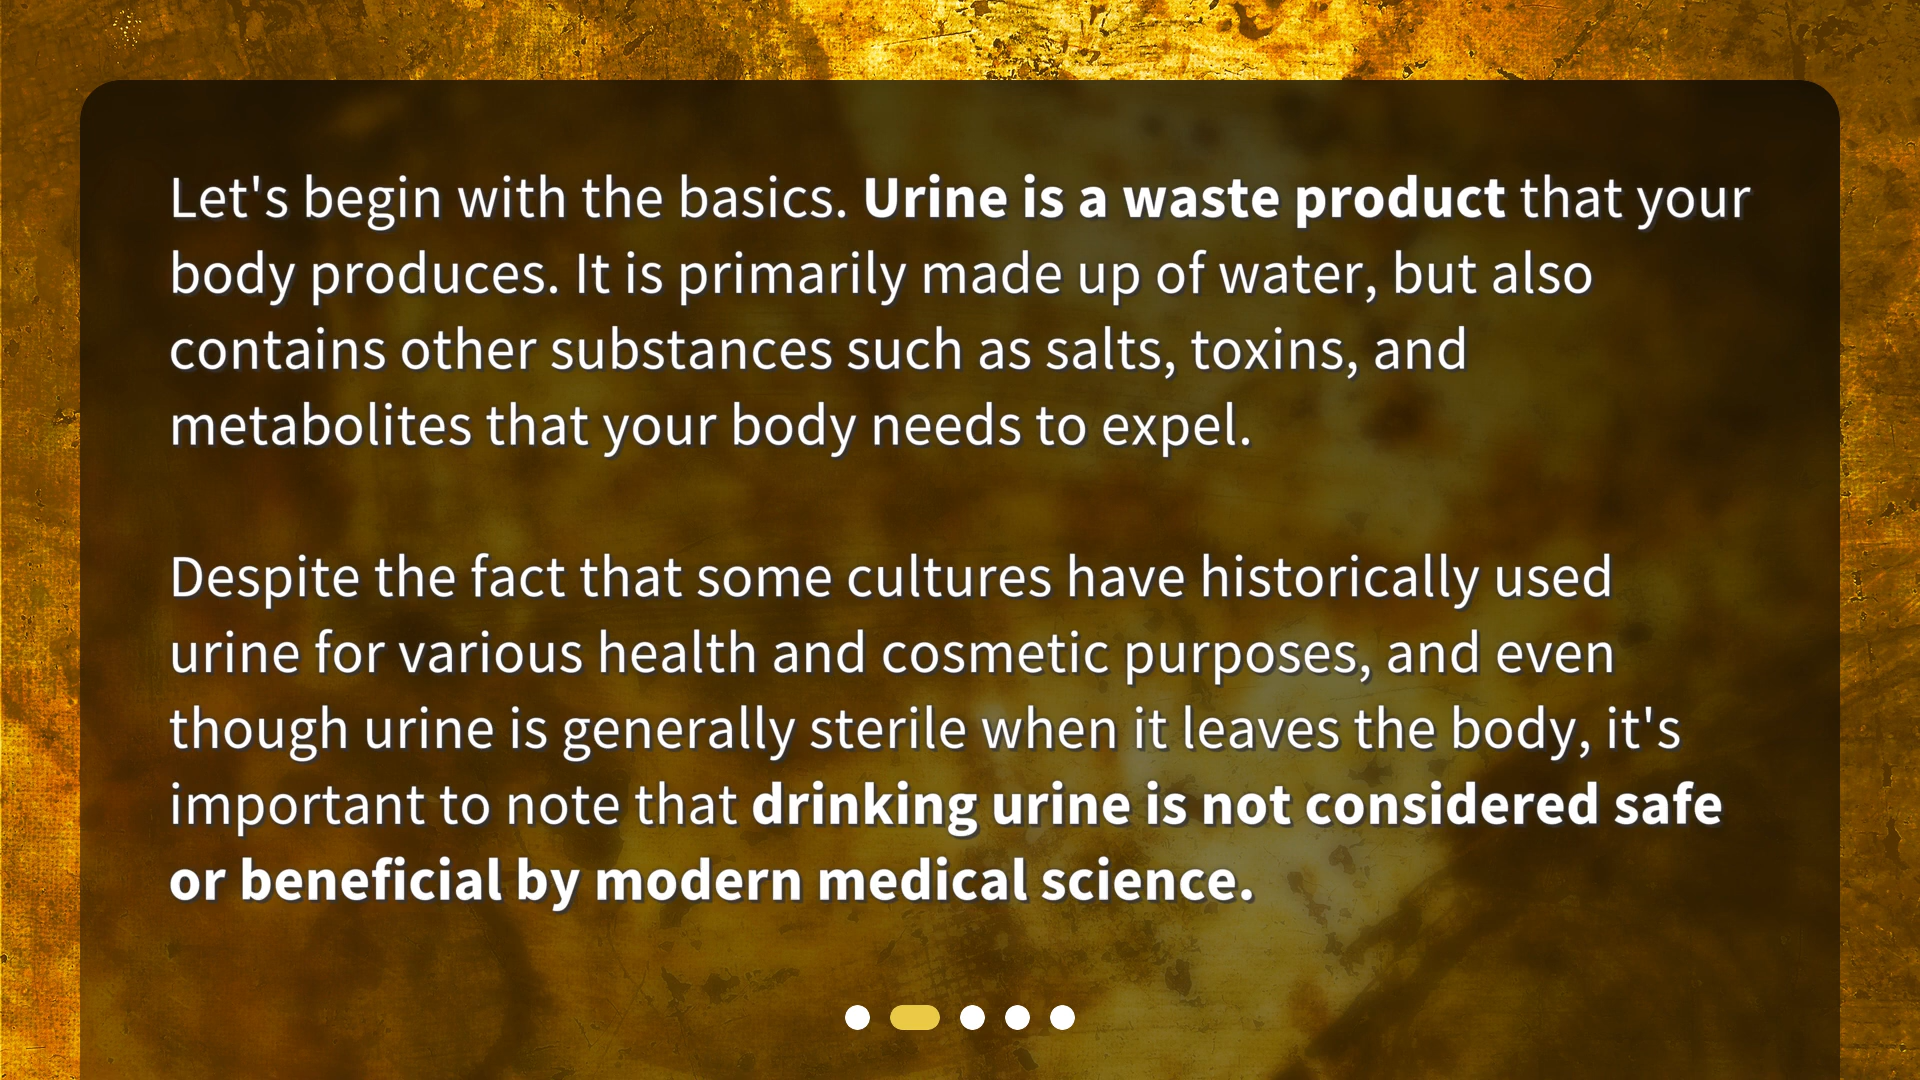 Let's begin with the basics. Urine is a waste product that your
body produces. It is primarily made up of water, but also
contains other substances such as salts, toxins, and
metabolites that your body needs to expel.
Despite the fact that some cultures have historically used
urine for various health and cosmetic purposes, and even
though urine is generally sterile when it leaves the body, it's
important to note that drinking urine is not considered safe
or beneficial by modern medical science.